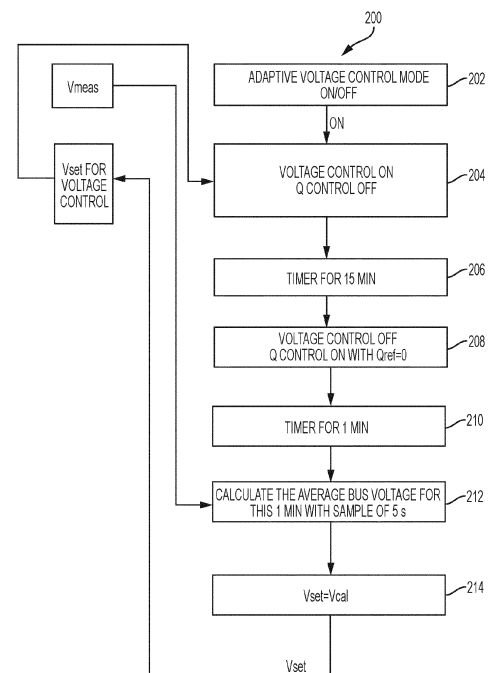 200
ADAPTIVE VOLTAGE CONTROL MODE
ON/OFF
202
Vmeas
ON
Vset FOR
VOLTAGE
CONTROL
VOLTAGE CONTROL ON
Q CONTROL OFF
204
TIMER FOR 15 MIN
206
VOLTAGE CONTROL OFF
Q CONTROL ON WITH Qref=0
208
TIMER FOR 1 MIN
210
CALCULATE THE AVERAGE BUS VOLTAGE FOR
THIS 1 MIN WITH SAMPLE OF 5 s
212
Vset=Vcal
214
Vset